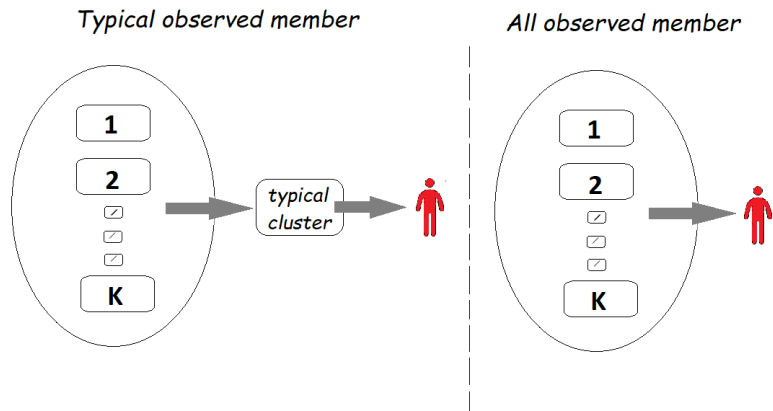 Typical observed member
All observed member
1
2
K
typical
cluster
1
2
K